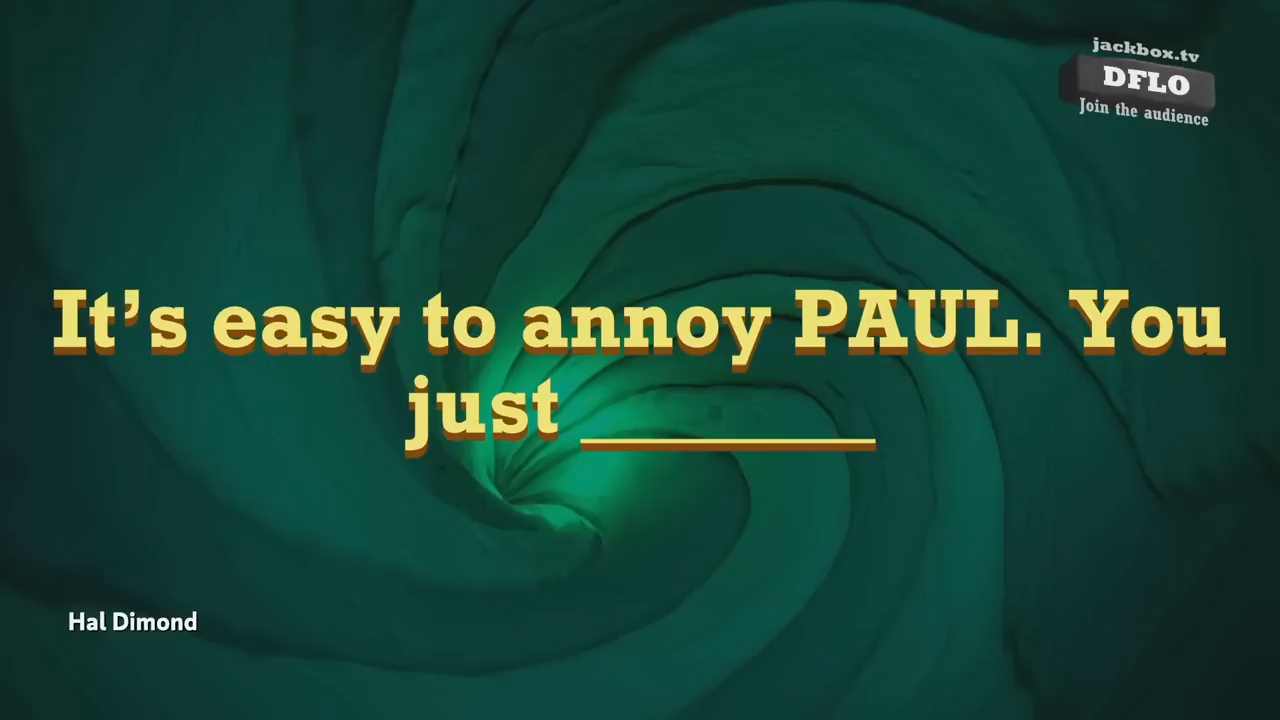 jackbox.tv
DFLO
Join the audience
It’s easy to annoy PAUL. You
just ________
Hal Dimond